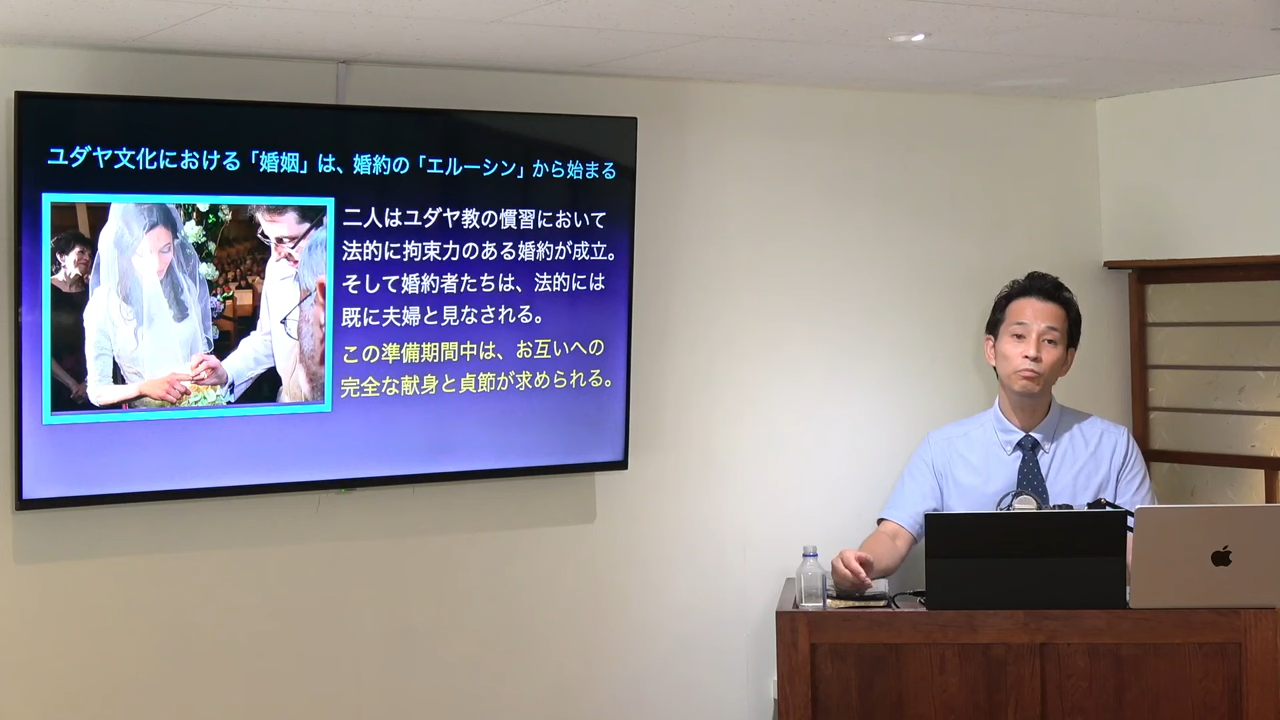 ユダヤ文化における「婚姻」は、婚約の「エルーシン」から始まる
二人はユダヤ教の慣習において
法的に拘束力のある婚約が成立。
そして婚約者たちは、法的には
既に夫婦と見なされる。
この準備期間中は、お互いへの
完全な献身と貞節が求められる。